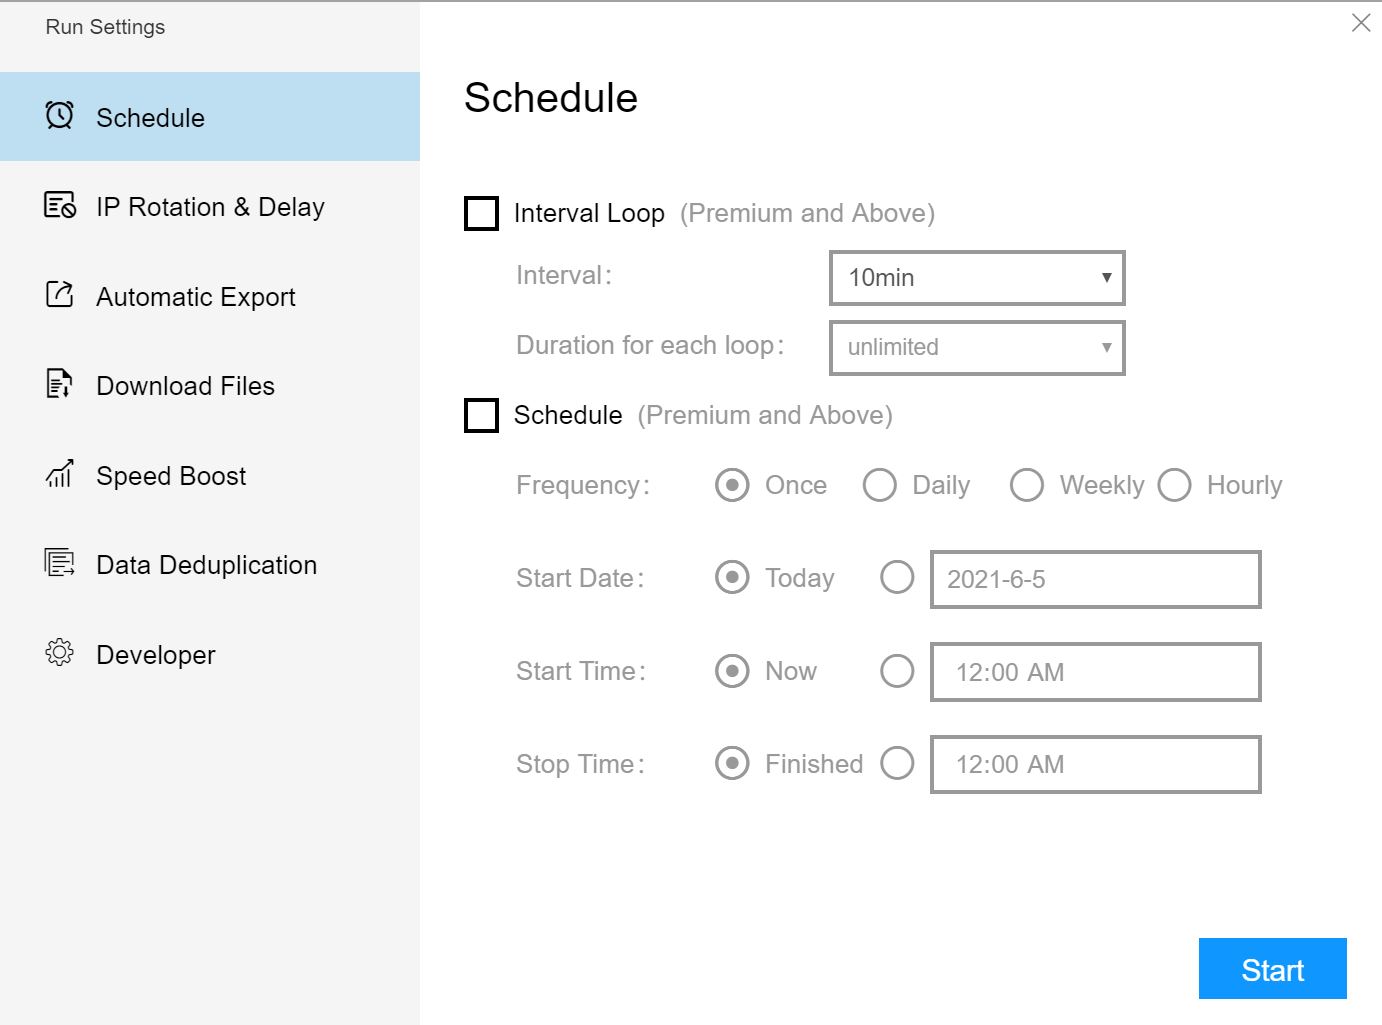 Run Settings
Schedule
IP Rotation & Delay
Automatic Export
Download Files
Speed Boost
Data Deduplication
Developer
Schedule
Interval Loop (Premium and Above)
Interval: 10min
Duration for each loop: unlimited
Schedule (Premium and Above)
Frequency: Once Daily Weekly Hourly
Start Date: Today 2021-6-5
Start Time: Now 12:00 AM
Stop Time: Finished 12:00 AM
Start